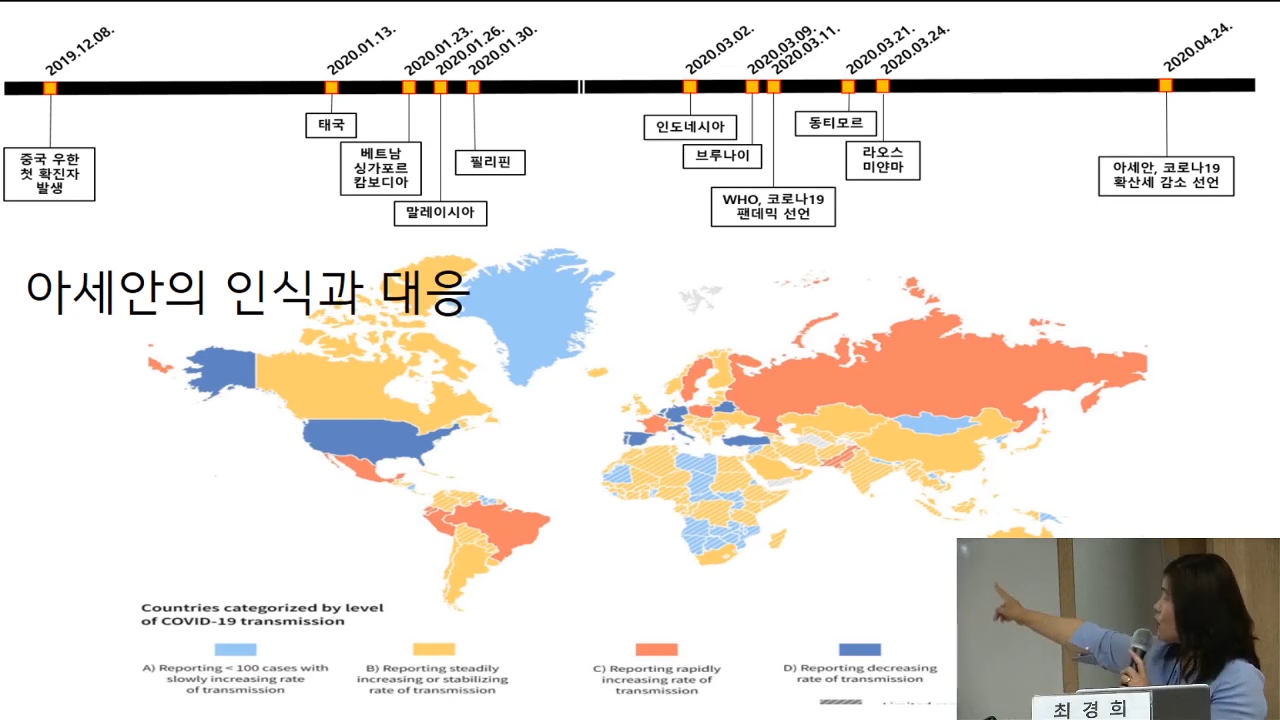 2019.12.08.
2020.01.13.
2020.01.23.
2020.01.26.
2020.01.30.
2020.03.02.
2020.03.09.
2020.03.11.
2020.03.21.
2020.03.24.
2020.04.24.
중국 우한
첫 확진자
발생
태국
베트남
싱가포르
캄보디아
말레이시아
필리핀
인도네시아
브루나이
WHO, 코로나19
팬데믹 선언
동티모르
라오스
미얀마
아세안, 코로나19
확산세 감소 선언
아세안의 인식과 대응
Countries categorized by level
of COVID-19 transmission
A) Reporting < 100 cases with
slowly increasing rate
of transmission
B) Reporting steadily
increasing or stabilizing
rate of transmission
C) Reporting rapidly
increasing rate of
transmission
D) Reporting decreasing
rate of transmission
최경희